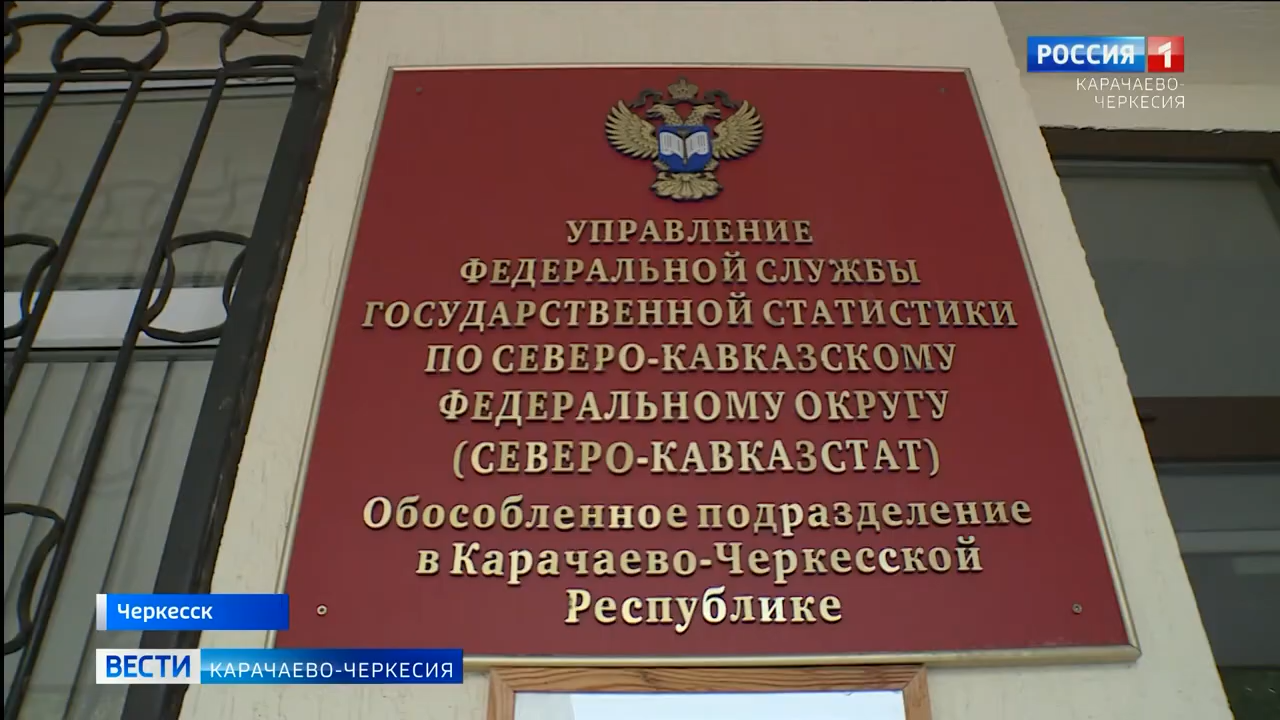 РОССИЯ 1
КАРАЧАЕВО-
ЧЕРКЕСИЯ
УПРАВЛЕНИЕ
ФЕДЕРАЛЬНОЙ СЛУЖБЫ
ГОСУДАРСТВЕННОЙ СТАТИСТИКИ
ПО СЕВЕРО-КАВКАЗСКОМУ
ФЕДЕРАЛЬНОМУ ОКРУГУ
(СЕВЕРО-КАВКАЗСТАТ)
Обособленное подразделение
в Карачаево-Черкесской
Республике
Черкесск
ВЕСТИ КАРАЧАЕВО-ЧЕРКЕСИЯ